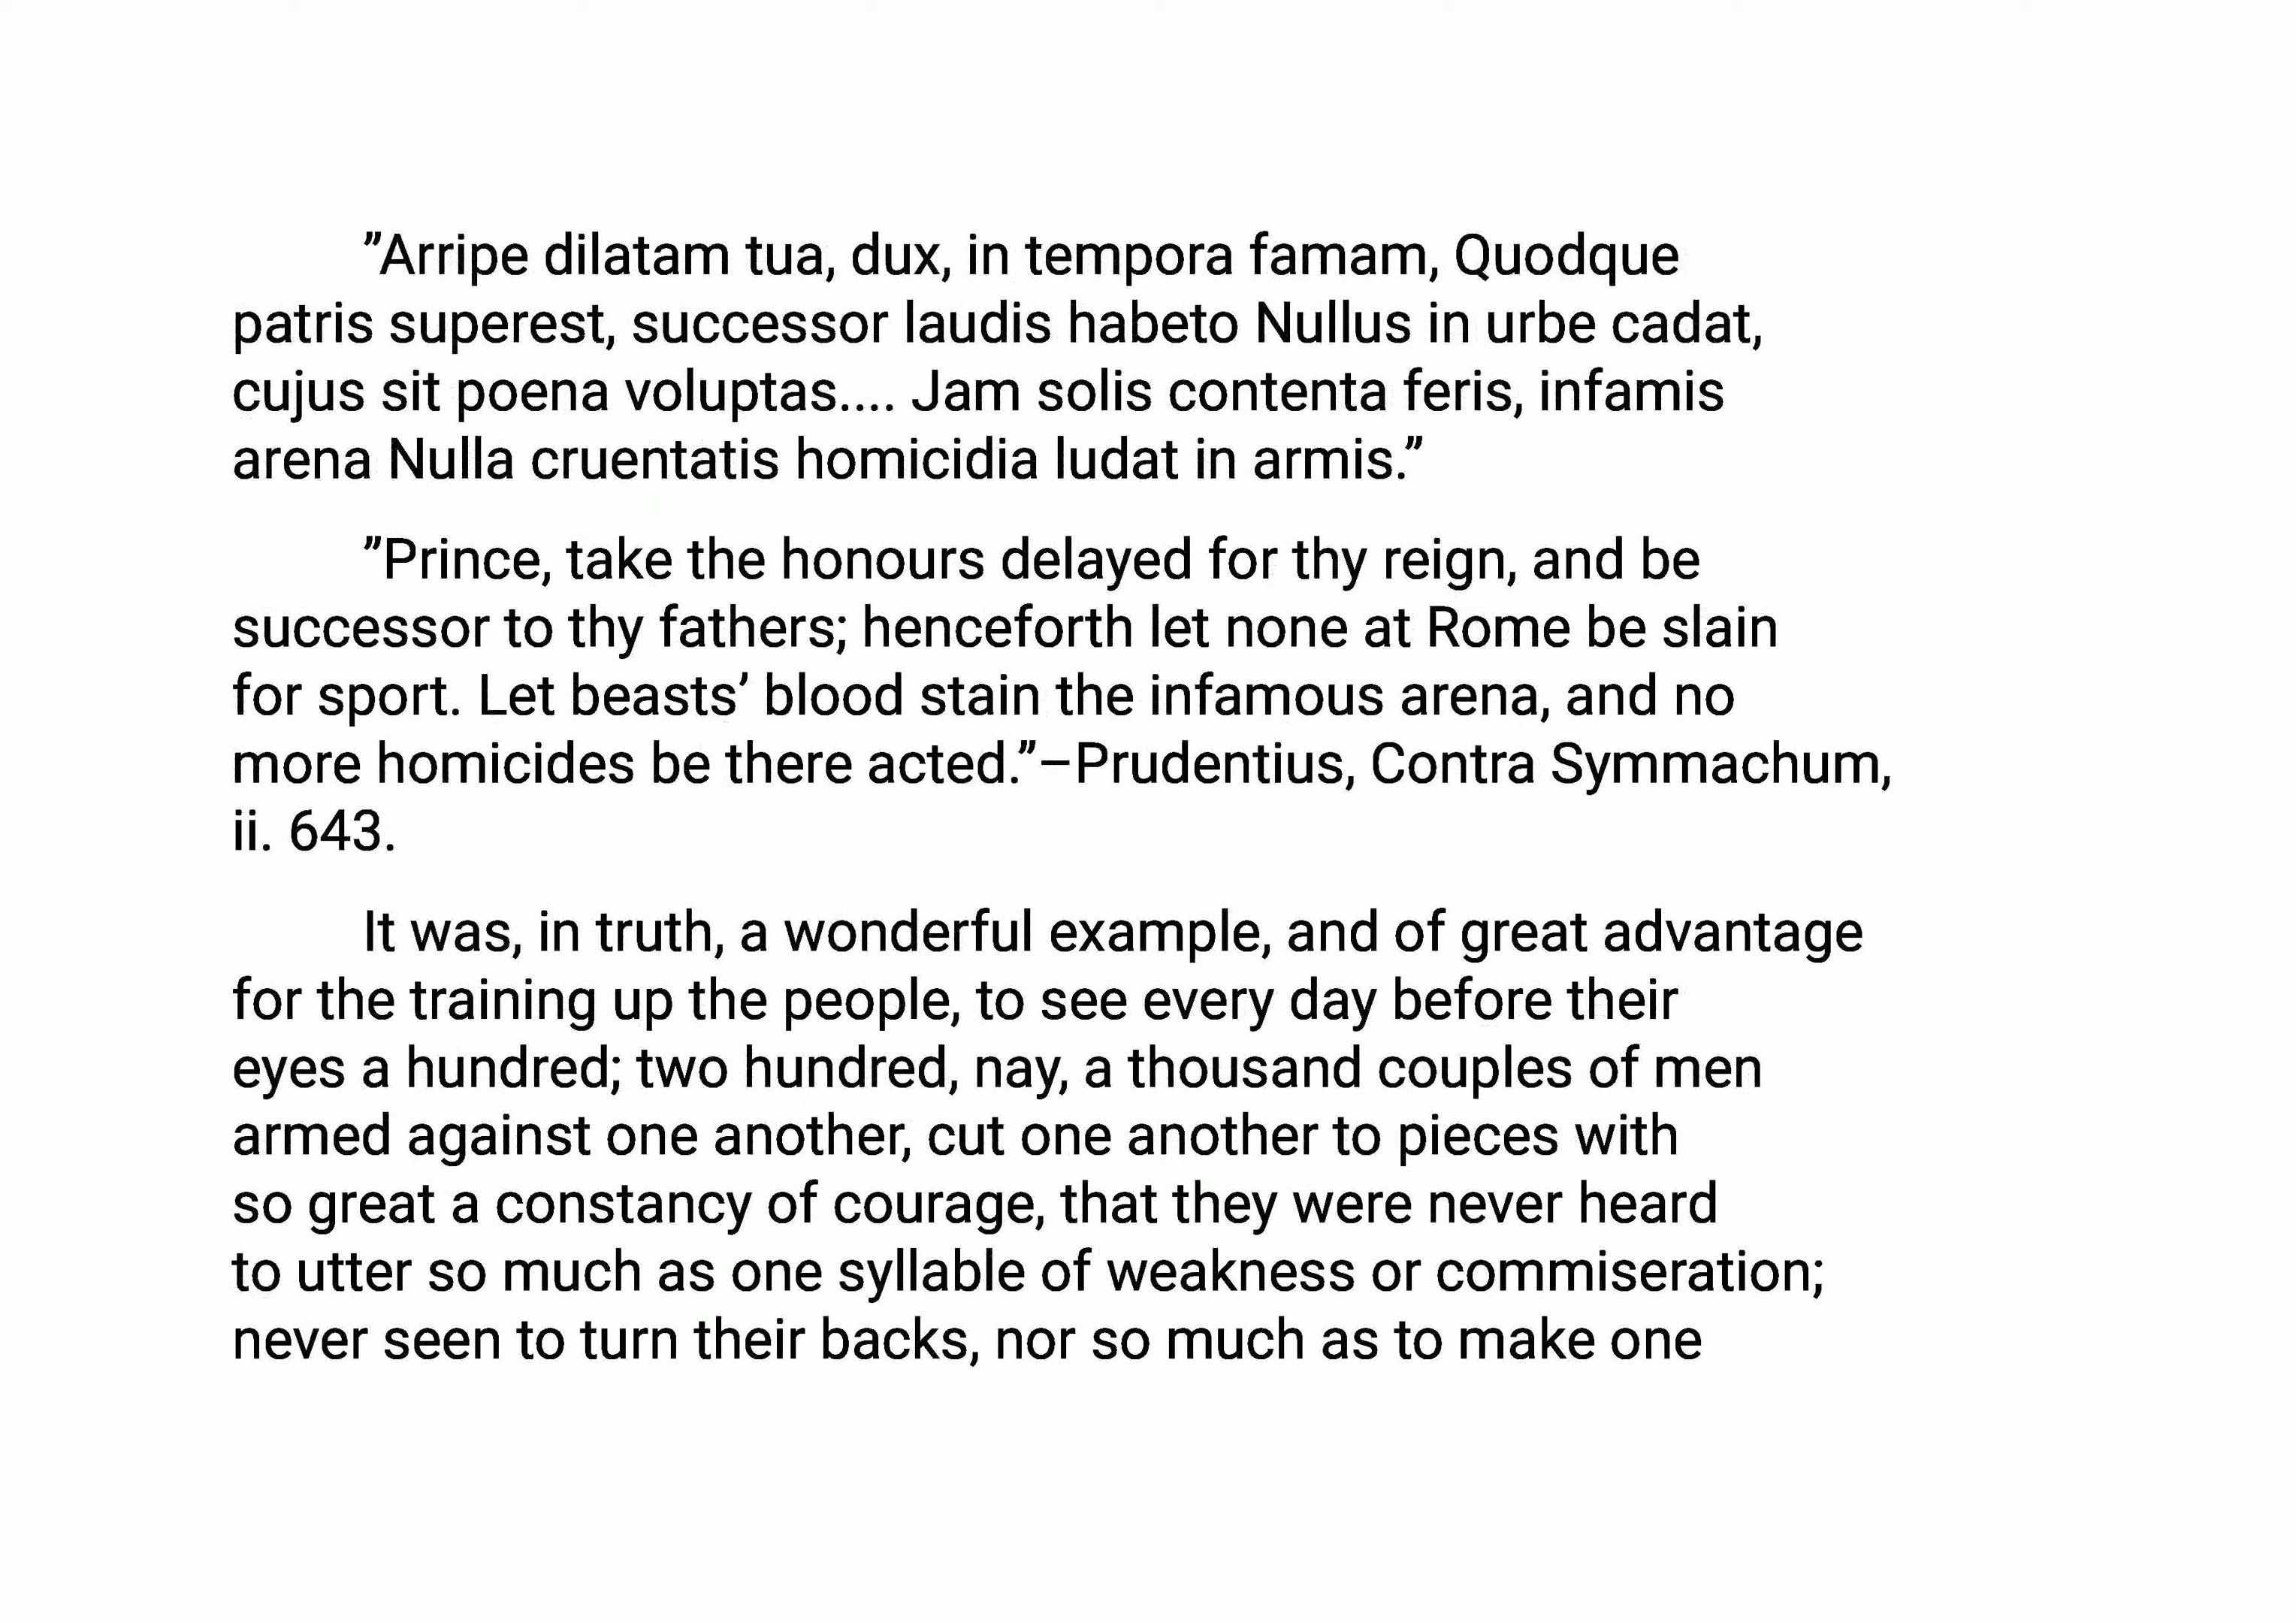 ”Arripe dilatam tua, dux, in tempora famam, Quodque
patris superest, successor laudis habeto Nullus in urbe cadat,
cujus sit poena voluptas.... Jam solis contenta feris, infamis
arena Nulla cruentatis homicidia ludat in armis.”
”Prince, take the honours delayed for thy reign, and be
successor to thy fathers; henceforth let none at Rome be slain
for sport. Let beasts’ blood stain the infamous arena, and no
more homicides be there acted.”–Prudentius, Contra Symmachum,
ii. 643.
It was, in truth, a wonderful example, and of great advantage
for the training up the people, to see every day before their
eyes a hundred; two hundred, nay, a thousand couples of men
armed against one another, cut one another to pieces with
so great a constancy of courage, that they were never heard
to utter so much as one syllable of weakness or commiseration;
never seen to turn their backs, nor so much as to make one